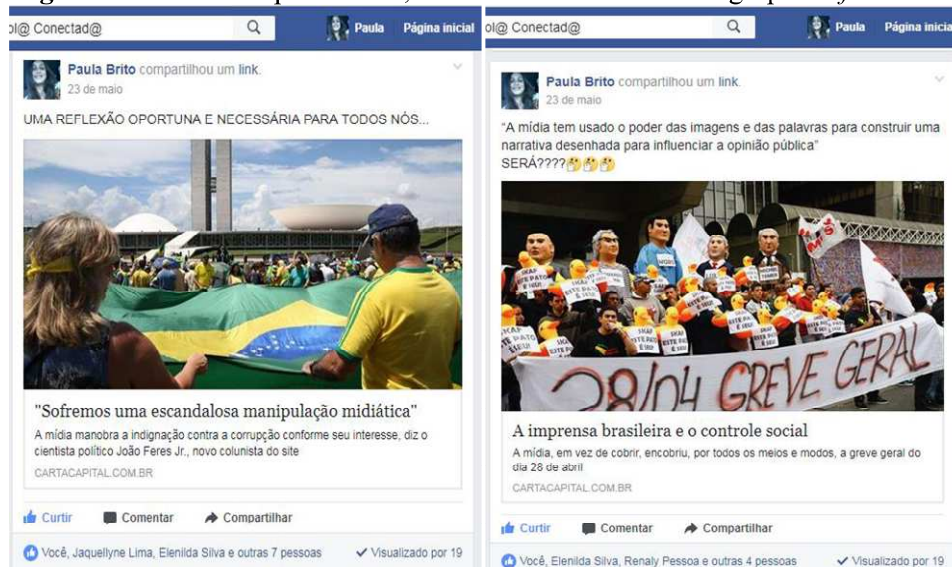 ol@ Conectad@
Paula Página inicial
Paula Brito compartilhou um link.
23 de maio
UMA REFLEXÃO OPORTUNA E NECESSÁRIA PARA TODOS NÓS...
"Sofremos uma escandalosa manipulação midiática"
A mídia manobra a indignação contra a corrupção conforme seu interesse, diz o
cientista político João Feres Jr., novo colunista do site
CARTACAPITAL.COM.BR
Curtir Comentar Compartilhar
Você, Jaquellyne Lima, Elenilda Silva e outras 7 pessoas
Visualizado por 19
ol@ Conectad@
Paula Página inicia
Paula Brito compartilhou um link.
23 de maio
"A mídia tem usado o poder das imagens e das palavras para construir uma
narrativa desenhada para influenciar a opinião pública"
SERÁ????🤔🤔🤔
28/04 GREVE GERAL
A imprensa brasileira e o controle social
A mídia, em vez de cobrir, encobriu, por todos os meios e modos, a greve geral do
dia 28 de abril
CARTACAPITAL.COM.BR
Curtir Comentar Compartilhar
Você, Elenilda Silva, Renaly Pessoa e outras 4 pessoas
Visualizado por 19